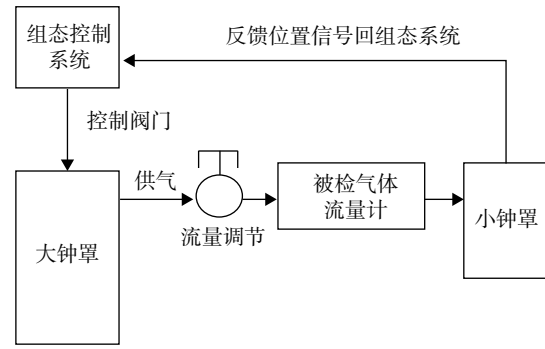 组态控制
系统
反馈位置信号回组态系统
控制阀门
供气
被检气体
流量计
小钟罩
流量调节
大钟罩